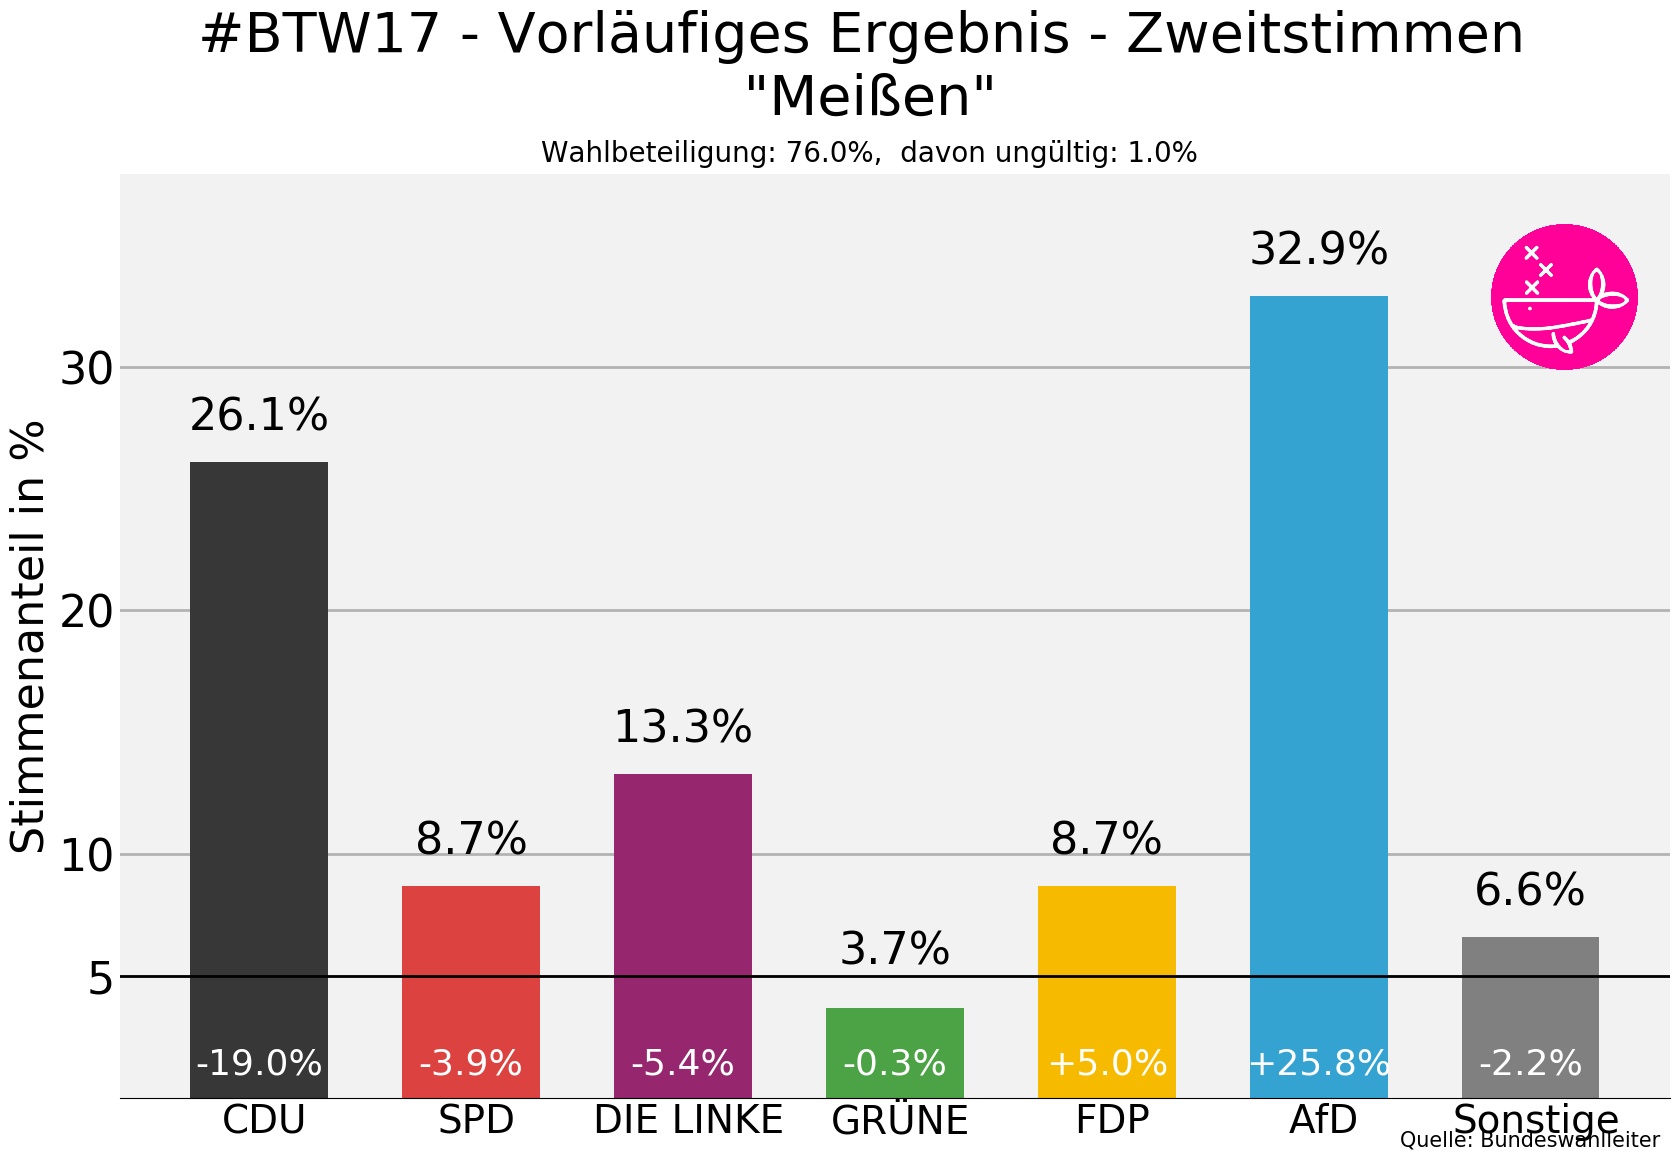 #BTW17 - Vorläufiges Ergebnis - Zweitstimmen
"Meißen"
Wahlbeteiligung: 76.0%,  davon ungültig: 1.0%
Stimmenanteil in %
30
20
10
5
26.1%
8.7%
13.3%
3.7%
8.7%
32.9%
6.6%
-19.0%
-3.9%
-5.4%
-0.3%
+5.0%
+25.8%
-2.2%
CDU
SPD
DIE LINKE
GRÜNE
FDP
AfD
Sonstige
Quelle: Bundeswahlleiter